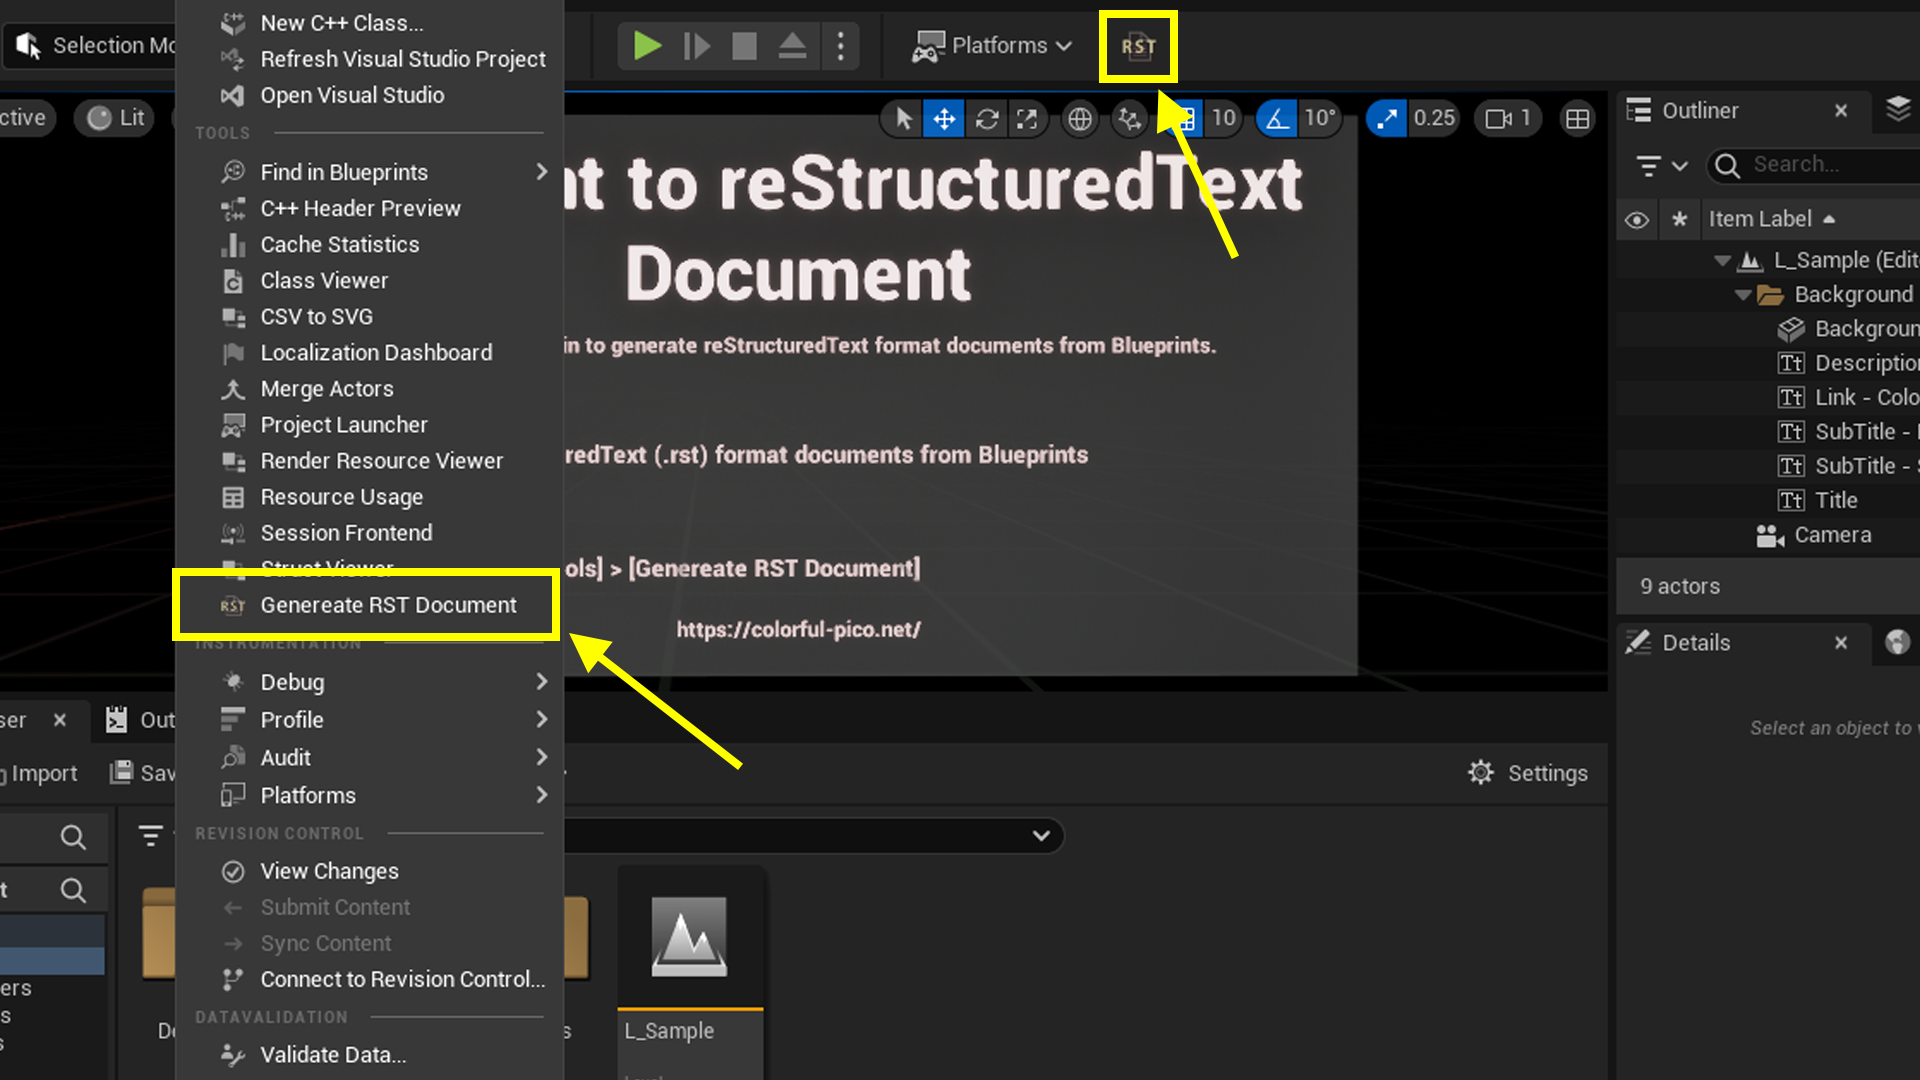 New C++ Class...
Refresh Visual Studio Project
Open Visual Studio
TOOLS
Find in Blueprints
C++ Header Preview
Cache Statistics
Class Viewer
CSV to SVG
Localization Dashboard
Merge Actors
Project Launcher
Render Resource Viewer
Resource Usage
Session Frontend
Struct Viewer
RST Genereate RST Document
INSTRUMENTATION
Debug
Profile
Audit
Platforms
REVISION CONTROL
View Changes
Submit Content
Sync Content
Connect to Revision Control...
DATAVALIDATION
Validate Data...
Selection Mo
Platforms
RST
ctive
Lit
10
10°
0.25
1
nt to reStructuredText
Document
in to generate reStructuredText format documents from Blueprints.
redText (.rst) format documents from Blueprints
ols] > [Genereate RST Document]
https://colorful-pico.net/
Outliner
Search...
Item Label
L_Sample (Edit
Background
Backgroun
Description
Tt Link - Colo
Tt SubTitle -
Tt SubTitle -
Tt Title
Camera
9 actors
Details
Select an object to
ser
Out
Import
Sav
Settings
t
ers
s
s
De
s
L_Sample